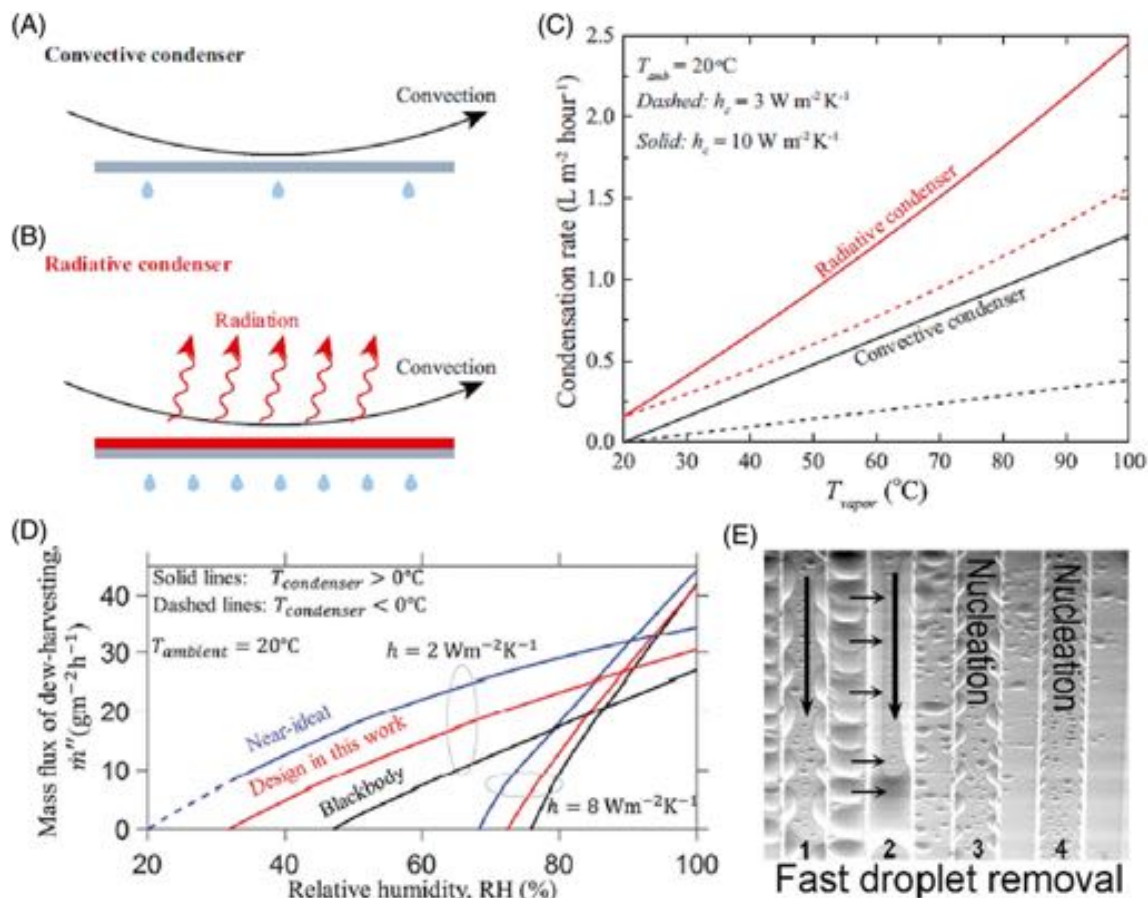 (A)
Convective condenser
Convection
(B)
Radiative condenser
Radiation
Convection
(C)
2.5
2.0
1.5
1.0
0.5
0.0
Condensation rate (L m⁻² hour⁻¹)
T_amb = 20°C
Dashed: h_c = 3 W m⁻² K⁻¹
Solid: h_c = 10 W m⁻² K⁻¹
Radiative condenser
Convective condenser
20 30 40 50 60 70 80 90 100
T_vapor (°C)
(D)
40
30
20
10
0
Mass flux of dew-harvesting,
ṁ″(gm⁻²h⁻¹)
Solid lines: T_condenser > 0°C
Dashed lines: T_condenser < 0°C
T_ambient = 20°C
h = 2 Wm⁻²K⁻¹
Near-ideal
Design in this work
Blackbody
h = 8 Wm⁻²K⁻¹
20 40 60 80 100
Relative humidity, RH (%)
(E)
Nucleation
Nucleation
1 2 3 4
Fast droplet removal